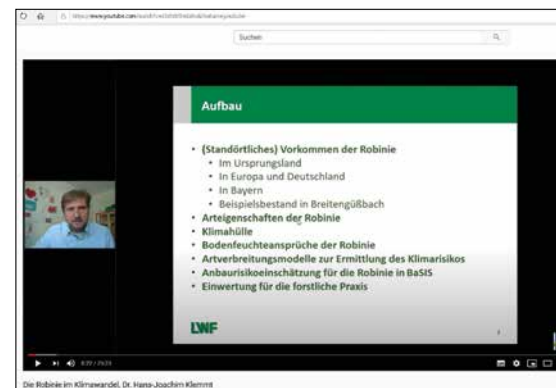 Suchen
Aufbau
• (Standörtliches) Vorkommen der Robinie
• Im Ursprungsland
• In Europa und Deutschland
• In Bayern
• Beispielsbestand in Breitengüßbach
• Arteigenschaften der Robinie
• Klimahülle
• Bodenfeuchteansprüche der Robinie
• Artverbreitungsmodelle zur Ermittlung des Klimarisikos
• Anbaurisikoeinschätzung für die Robinie in BaSIS
• Einwertung für die forstliche Praxis
LWF
Die Robinie im Klimawandel, Dr. Hans-Joachim Klemmt